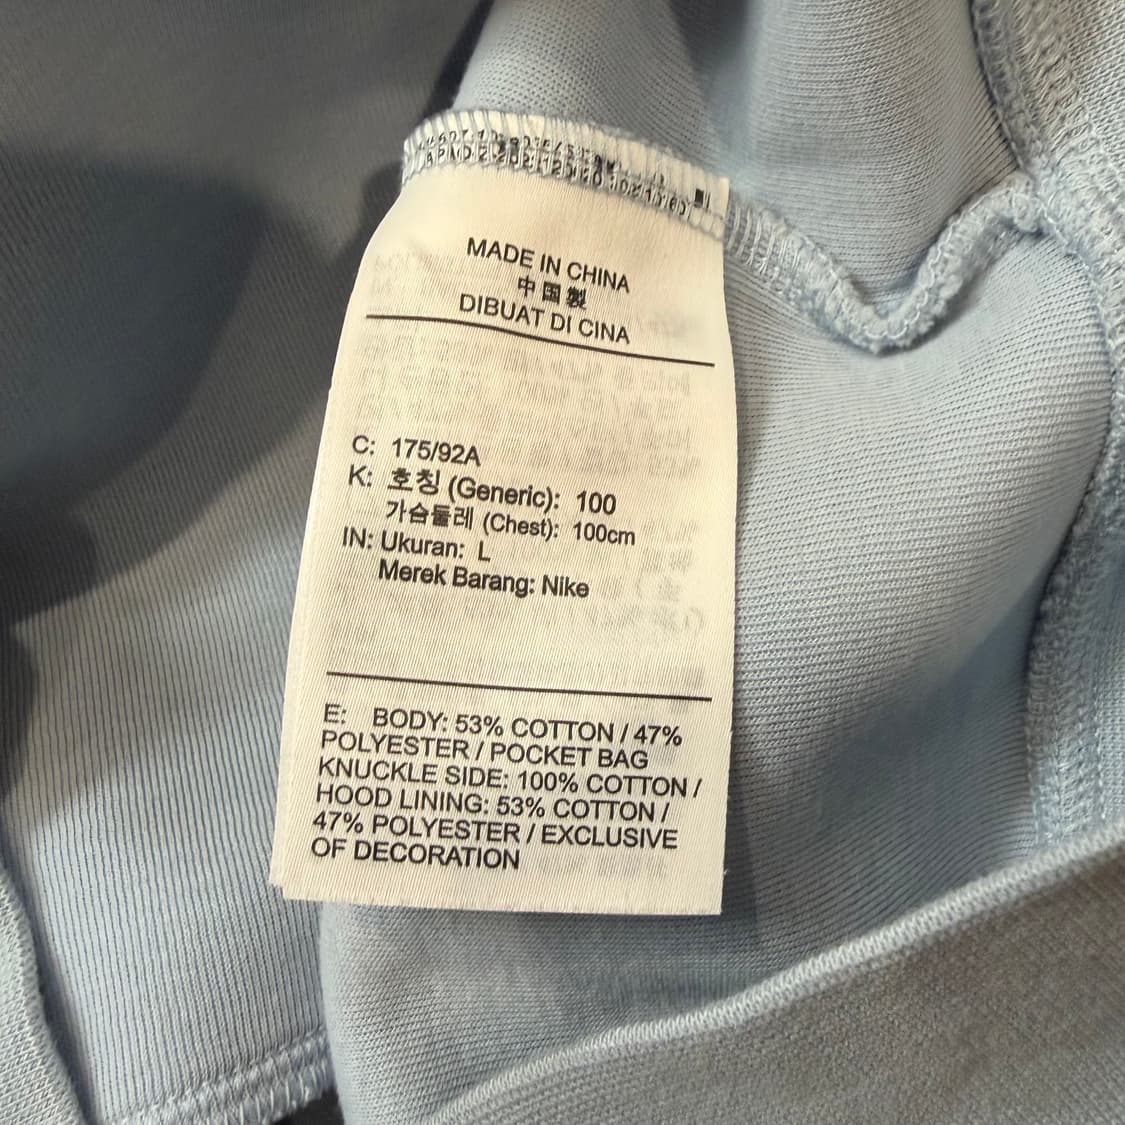 MADE IN CHINA
中国製
DIBUAT DI CINA
C: 175/92A
K: 호칭 (Generic): 100
가슴둘레 (Chest): 100cm
IN: Ukuran: L
Merek Barang: Nike
E: BODY: 53% COTTON / 47%
POLYESTER / POCKET BAG
KNUCKLE SIDE: 100% COTTON /
HOOD LINING: 53% COTTON /
47% POLYESTER / EXCLUSIVE
OF DECORATION